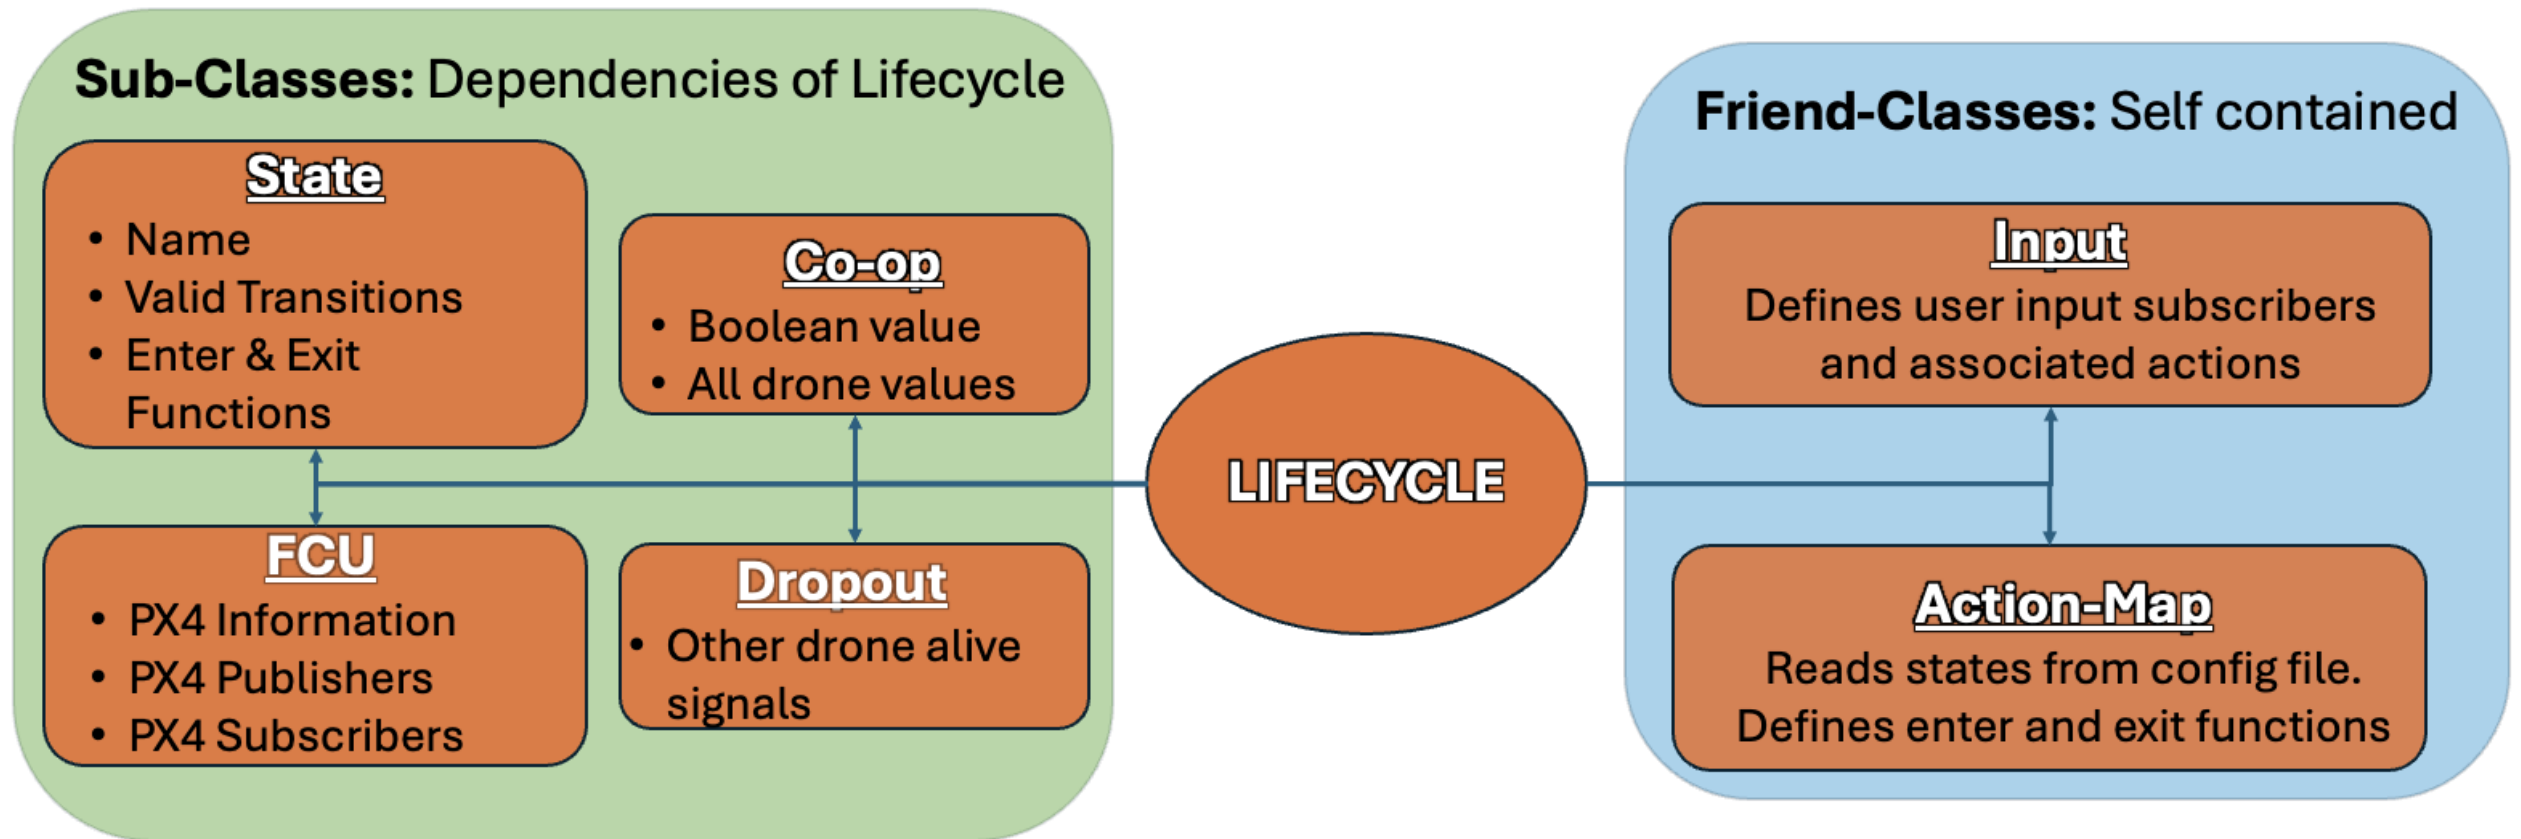 Sub-Classes: Dependencies of Lifecycle
State
• Name
• Valid Transitions
• Enter & Exit
Functions
Co-op
• Boolean value
• All drone values
FCU
• PX4 Information
• PX4 Publishers
• PX4 Subscribers
Dropout
• Other drone alive
signals
LIFECYCLE
Friend-Classes: Self contained
Input
Defines user input subscribers
and associated actions
Action-Map
Reads states from config file.
Defines enter and exit functions